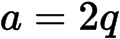 a = 2q